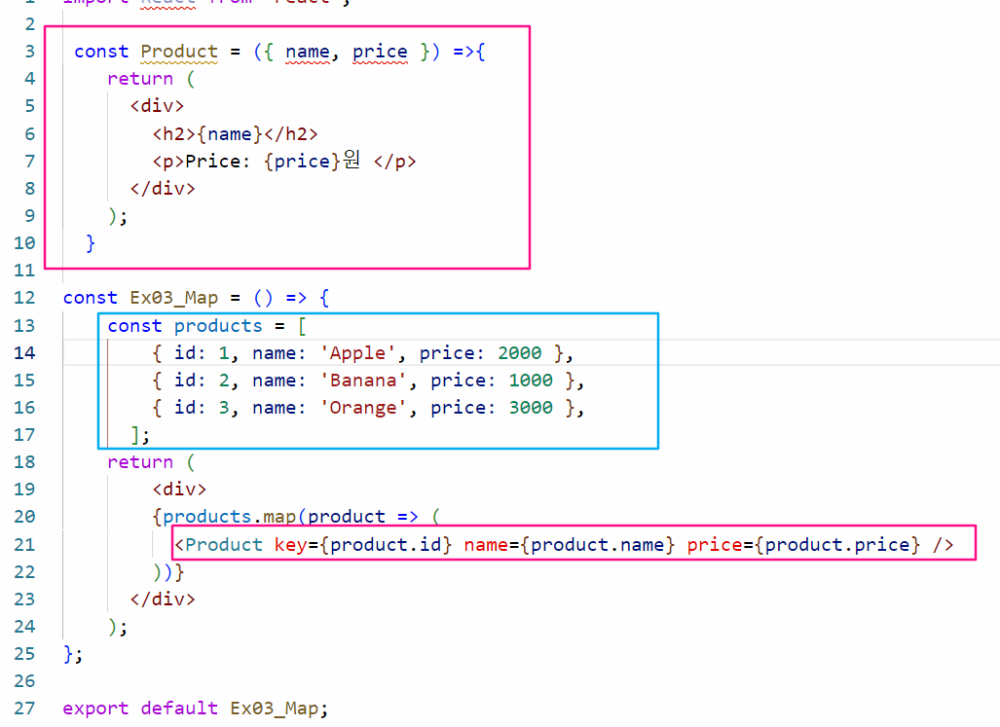 1 import React from 'react';
2
3 const Product = ({ name, price }) =>{
4 return (
5 <div>
6 <h2>{name}</h2>
7 <p>Price: {price}원 </p>
8 </div>
9 );
10 }
11
12 const Ex03_Map = () => {
13 const products = [
14 { id: 1, name: 'Apple', price: 2000 },
15 { id: 2, name: 'Banana', price: 1000 },
16 { id: 3, name: 'Orange', price: 3000 },
17 ];
18 return (
19 <div>
20 {products.map(product => (
21 <Product key={product.id} name={product.name} price={product.price} />
22 ))}
23 </div>
24 );
25 };
26
27 export default Ex03_Map;